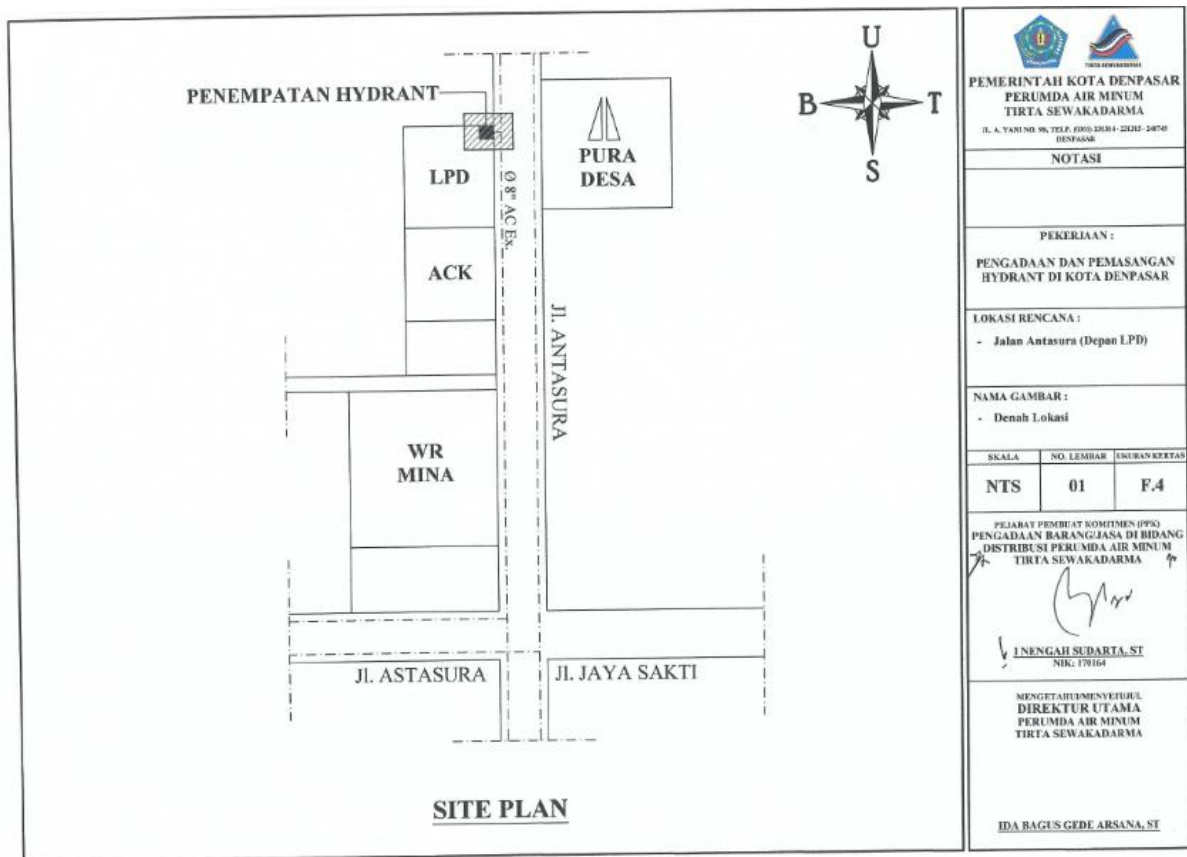 PENEMPATAN HYDRANT
LPD
ACK
WR
MINA
Ø 8" AC Ex.
PURA
DESA
Jl. ANTASURA
Jl. ASTASURA
Jl. JAYA SAKTI
U
B
T
S
SITE PLAN
PEMERINTAH KOTA DENPASAR
PERUMDA AIR MINUM
TIRTA SEWAKADARMA
DENPASAR
NOTASI
PEKERJAAN :
PENGADAAN DAN PEMASANGAN
HYDRANT DI KOTA DENPASAR
LOKASI RENCANA :
- Jalan Antasura (Depan LPD)
NAMA GAMBAR :
- Denah Lokasi
SKALA
NO. LEMBAR
UKURAN KERTAS
NTS
01
F.4
PEJABAT PEMBUAT KOMITMEN (PPK)
PENGADAAN BARANG/JASA DI BIDANG
DISTRIBUSI PERUMDA AIR MINUM
TIRTA SEWAKADARMA
I NENGAH SUDARTA, ST
NIK: 170164
MENGETAHUI/MENYETUJUI,
DIREKTUR UTAMA
PERUMDA AIR MINUM
TIRTA SEWAKADARMA
IDA BAGUS GEDE ARSANA, ST